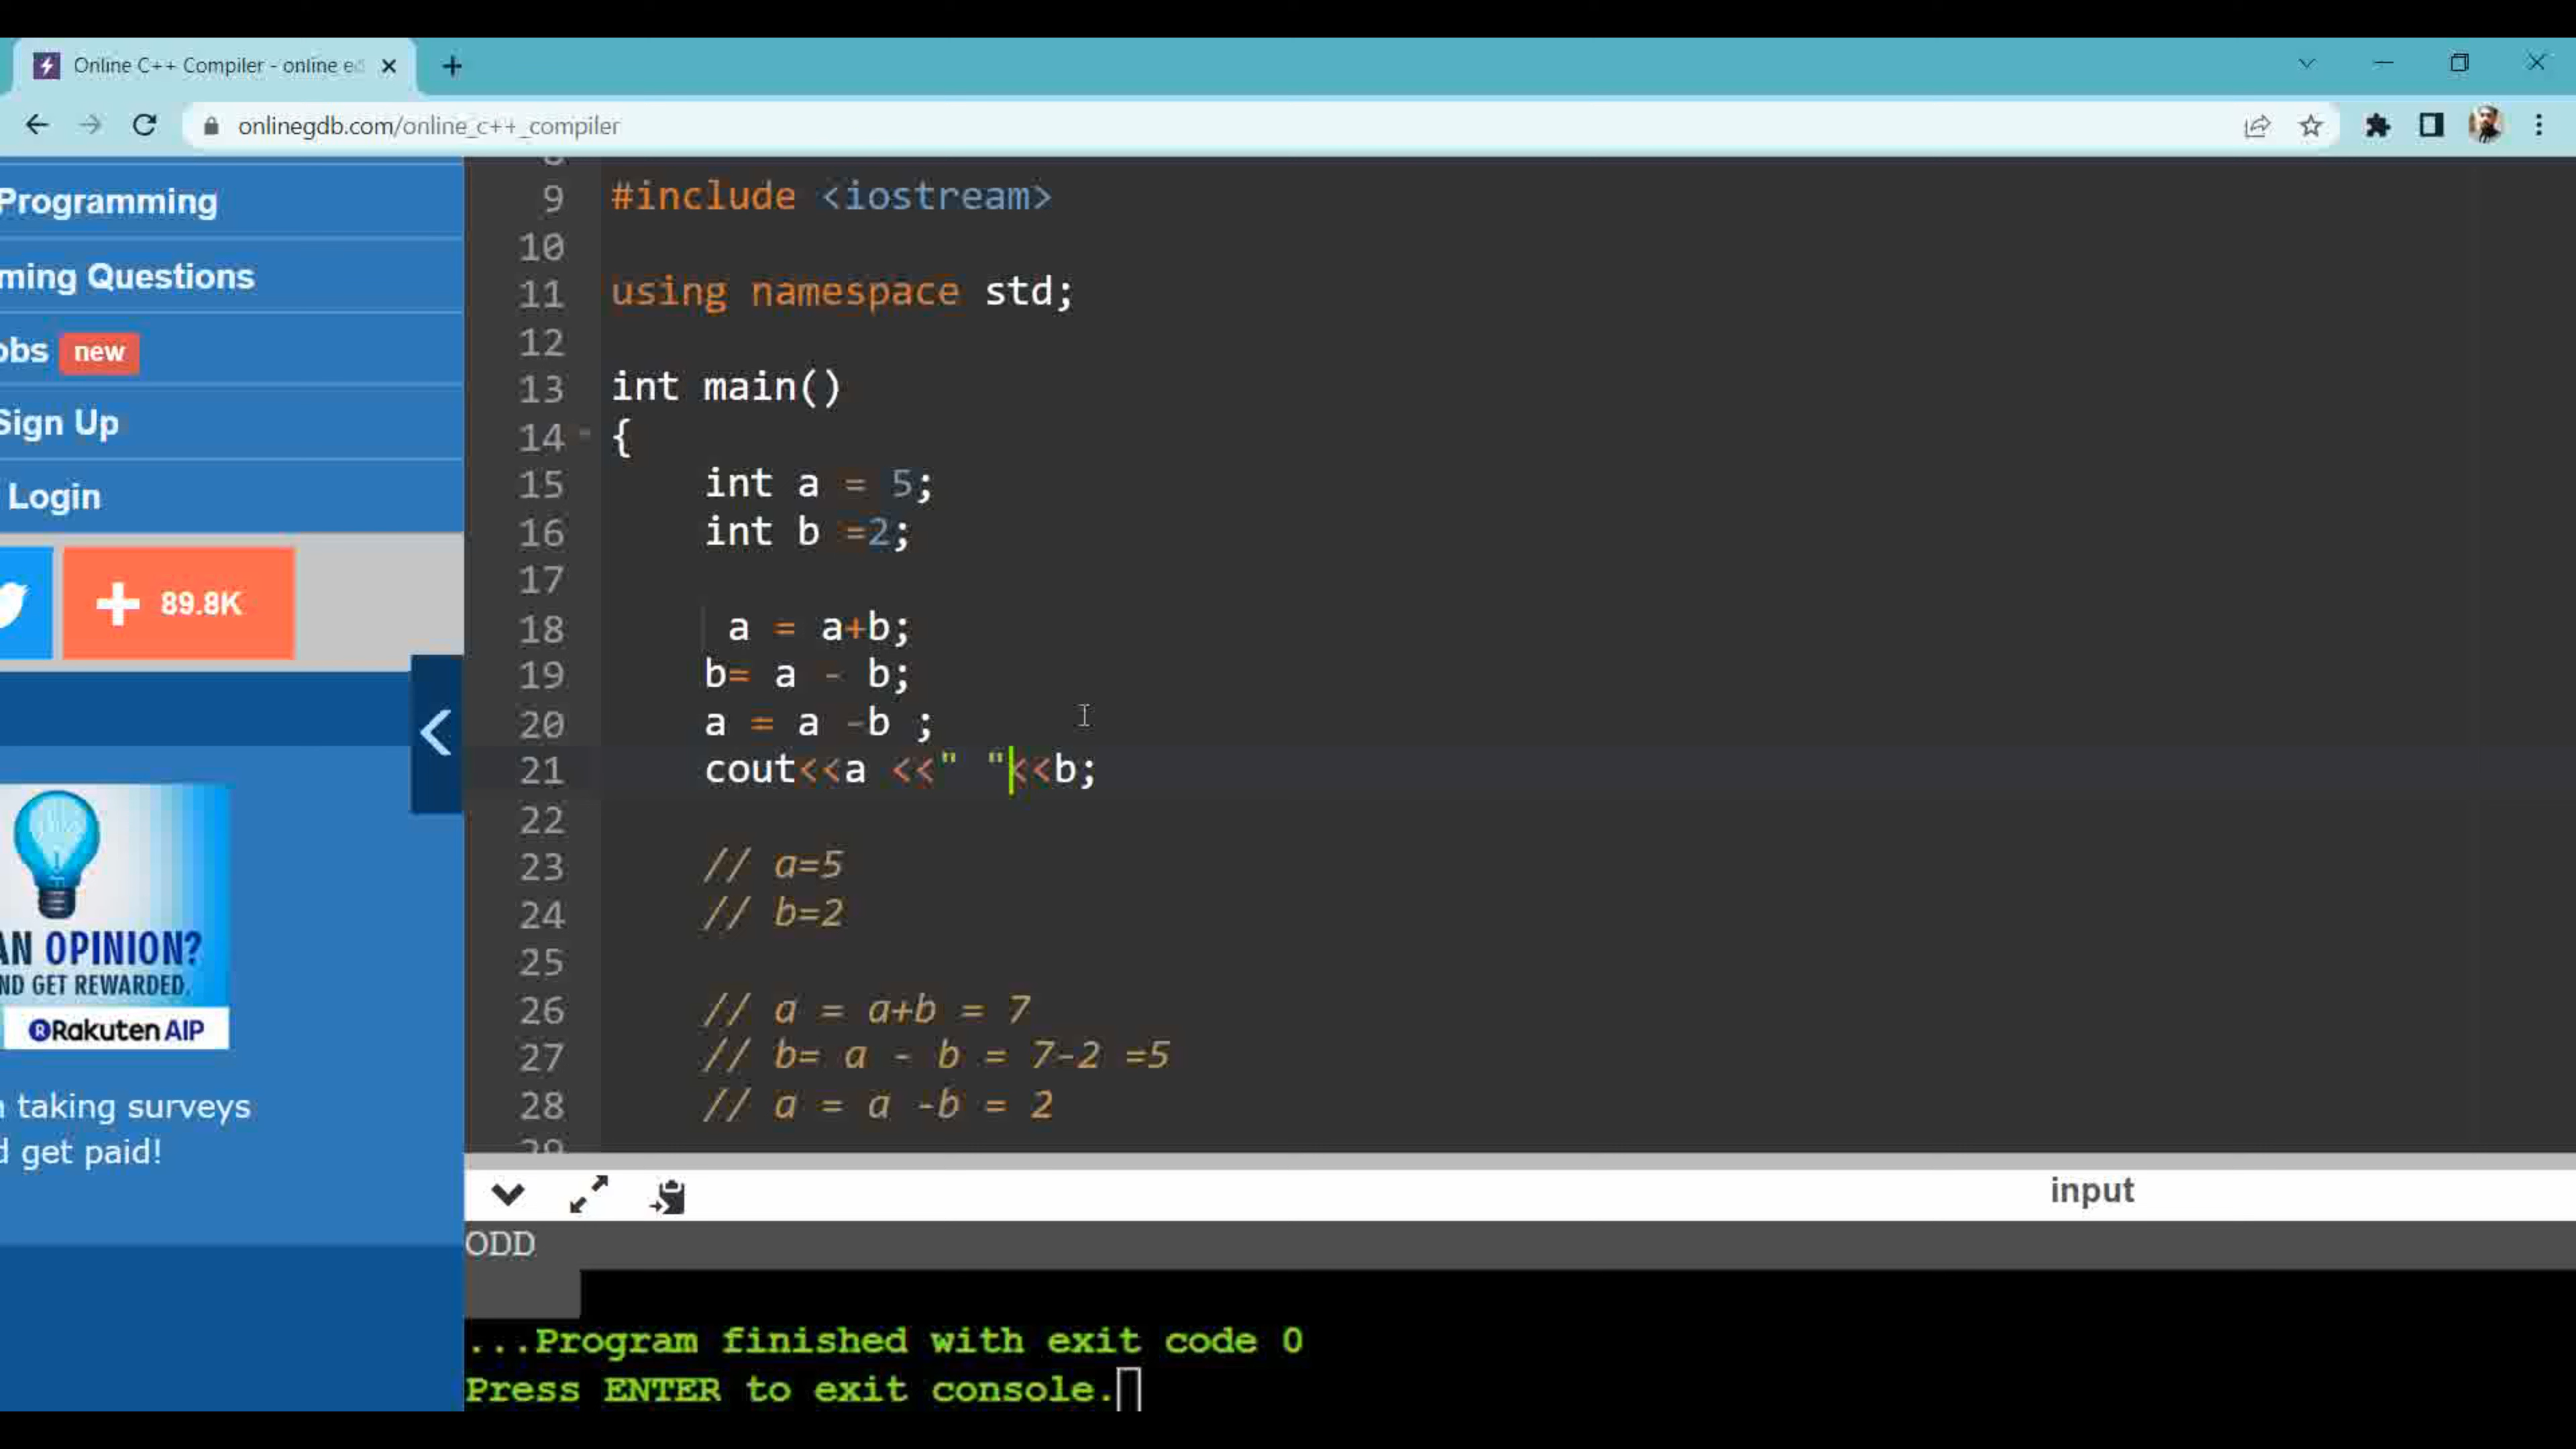 Online C++ Compiler - online ed
onlinegdb.com/online_c++_compiler
Programming
ming Questions
obs new
Sign Up
Login
89.8K
AN OPINION?
ND GET REWARDED.
Rakuten AIP
taking surveys
d get paid!
8
9 #include <iostream>
10
11 using namespace std;
12
13 int main()
14 {
15 int a = 5;
16 int b =2;
17
18 a = a+b;
19 b= a - b;
20 a = a -b ;
21 cout<<a <<" "<<b;
22
23 // a=5
24 // b=2
25
26 // a = a+b = 7
27 // b= a - b = 7-2 =5
28 // a = a -b = 2
29
input
ODD
...Program finished with exit code 0
Press ENTER to exit console.